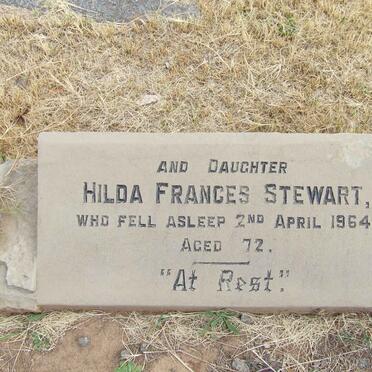 AND DAUGHTER
HILDA FRANCES STEWART,
WHO FELL ASLEEP 2ND APRIL 1964
AGED 72.
"At Rest."